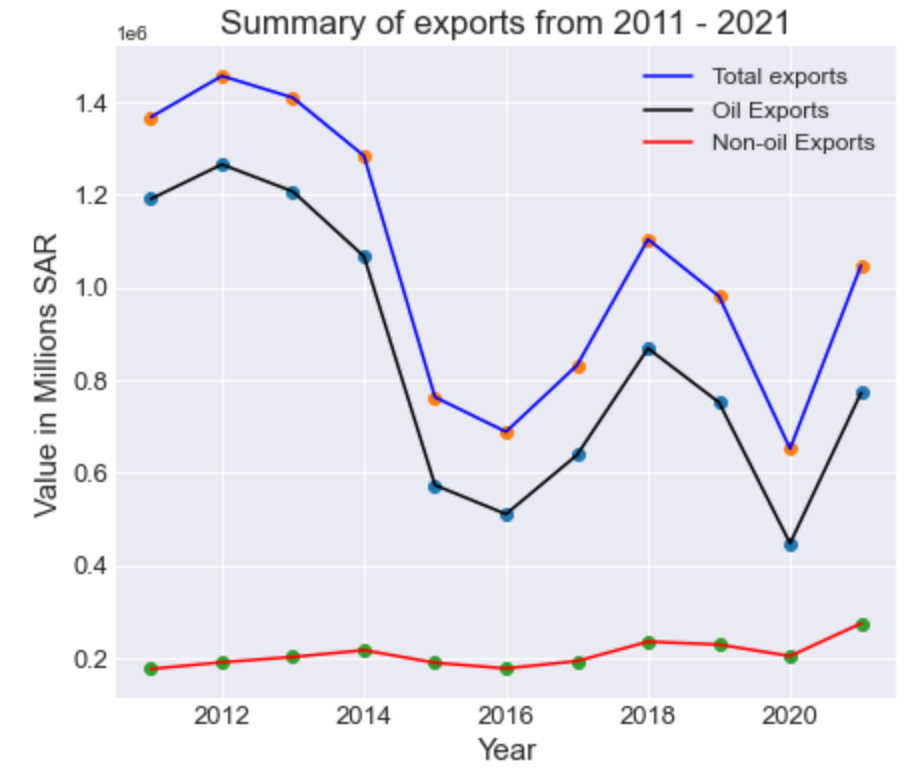 Summary of exports from 2011 - 2021
1e6
Total exports
Oil Exports
Non-oil Exports
1.4
1.2
1.0
0.8
0.6
0.4
0.2
Value in Millions SAR
2012 2014 2016 2018 2020
Year